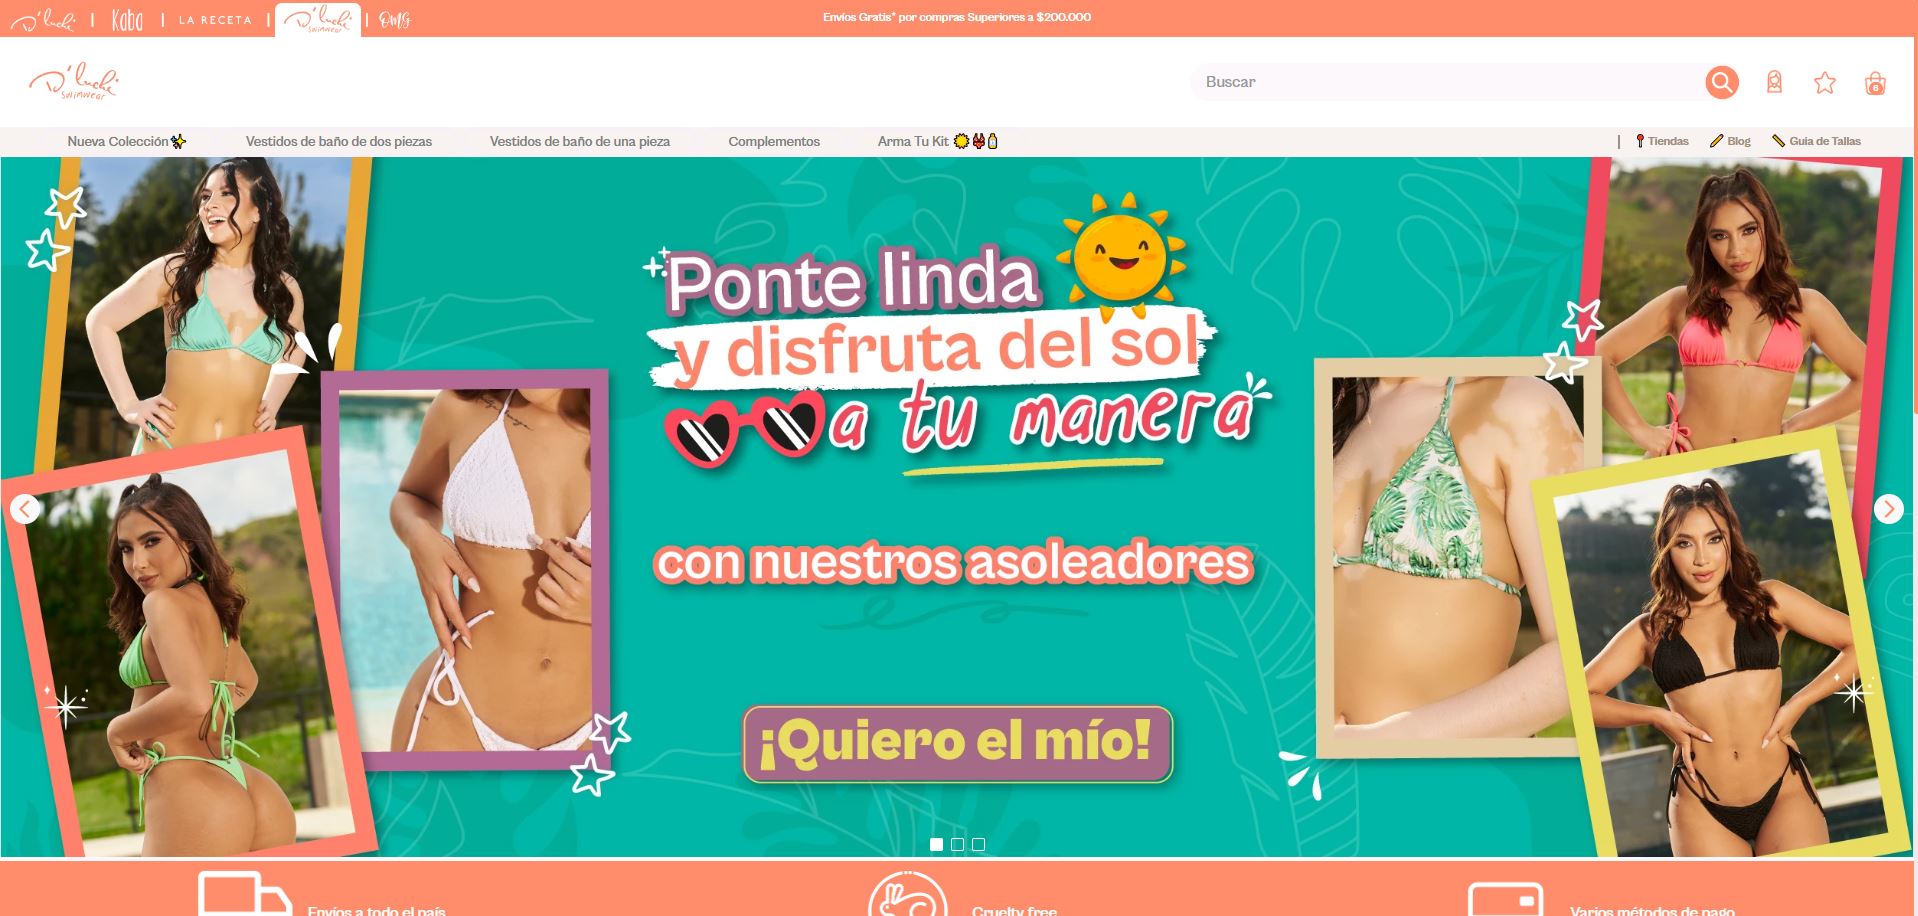 D'luchi
Kaba
LA RECETA
D'luchi
swimwear
OMG
Envíos Gratis* por compras Superiores a $200.000
D'luchi
swimwear
Buscar
6
Nueva Colección
Vestidos de baño de dos piezas
Vestidos de baño de una pieza
Complementos
Arma Tu Kit
Tiendas
Blog
Guia de Tallas
Ponte linda
y disfruta del sol
a tu manera
con nuestros asoleadores
¡Quiero el mío!
Envíos a todo el país
Cruelty free
Varios métodos de pago